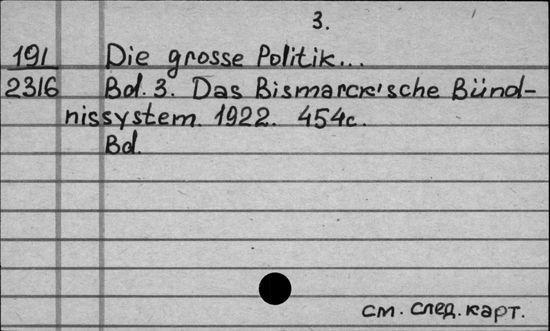 3.
191
2316
Die grosse Politik...
Bd. 3. Das Bismarck'sche Bünd-
nissystem. 1922. 454c.
Bd.
см. след. карт.